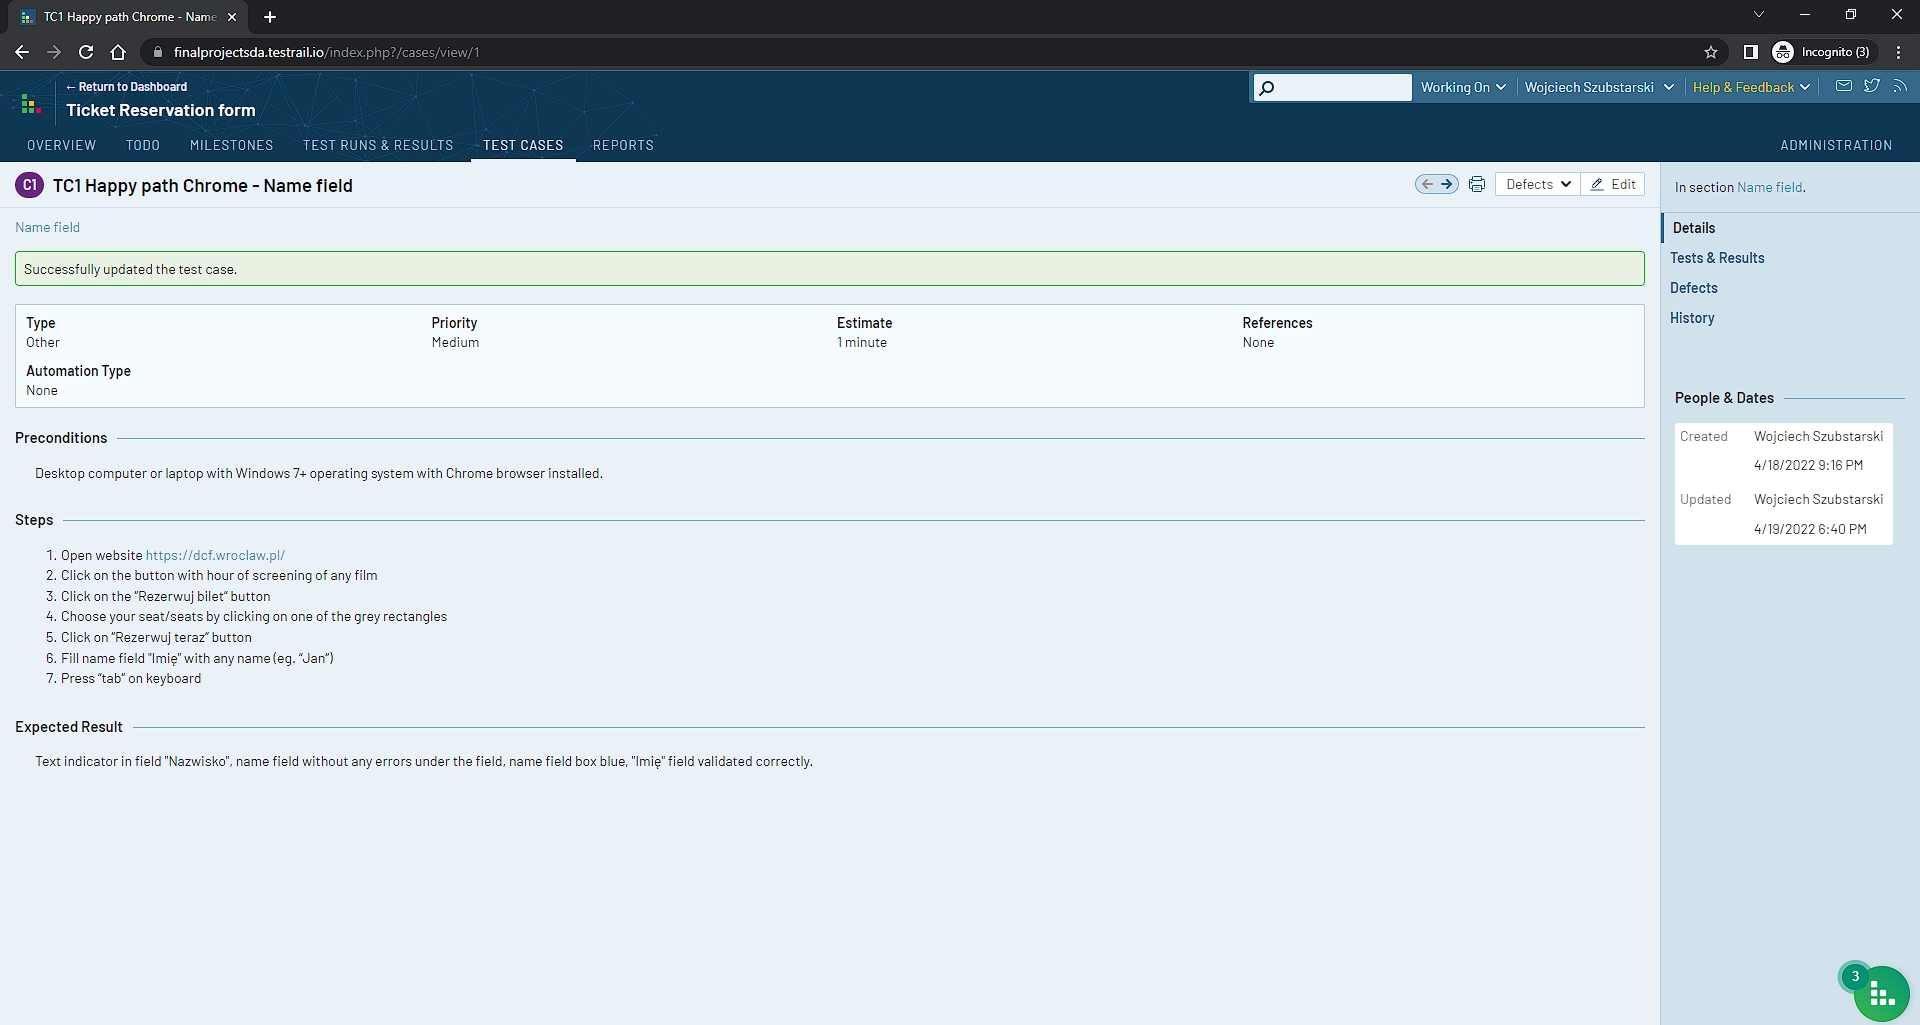 TC1 Happy path Chrome - Name
finalprojectsda.testrail.io/index.php?/cases/view/1
Incognito (3)
← Return to Dashboard
Ticket Reservation form
Working On
Wojciech Szubstarski
Help & Feedback
OVERVIEW
TODO
MILESTONES
TEST RUNS & RESULTS
TEST CASES
REPORTS
ADMINISTRATION
C1
TC1 Happy path Chrome - Name field
Defects
Edit
Name field
Successfully updated the test case.
Type
Other
Priority
Medium
Estimate
1 minute
References
None
Automation Type
None
Preconditions
Desktop computer or laptop with Windows 7+ operating system with Chrome browser installed.
Steps
1. Open website https://dcf.wroclaw.pl/
2. Click on the button with hour of screening of any film
3. Click on the “Rezerwuj bilet“ button
4. Choose your seat/seats by clicking on one of the grey rectangles
5. Click on “Rezerwuj teraz“ button
6. Fill name field "Imię" with any name (eg. “Jan”)
7. Press “tab” on keyboard
Expected Result
Text indicator in field "Nazwisko", name field without any errors under the field, name field box blue, "Imię" field validated correctly.
In section Name field.
Details
Tests & Results
Defects
History
People & Dates
Created
Wojciech Szubstarski
4/18/2022 9:16 PM
Updated
Wojciech Szubstarski
4/19/2022 6:40 PM
3